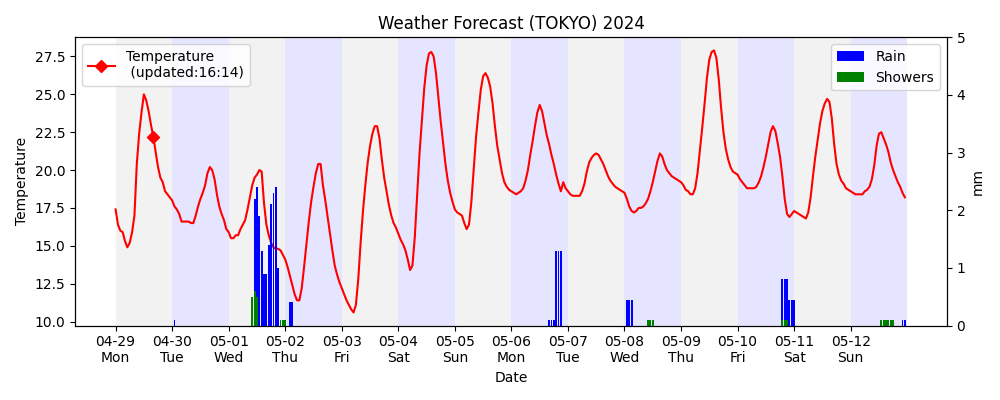 Weather Forecast (TOKYO) 2024
Temperature
(updated:16:14)
Rain
Showers
Temperature
27.5
25.0
22.5
20.0
17.5
15.0
12.5
10.0
5
4
3
2
1
0
mm
04-29 04-30 05-01 05-02 05-03 05-04 05-05 05-06 05-07 05-08 05-09 05-10 05-11 05-12
Mon Tue Wed Thu Fri Sat Sun Mon Tue Wed Thu Fri Sat Sun
Date